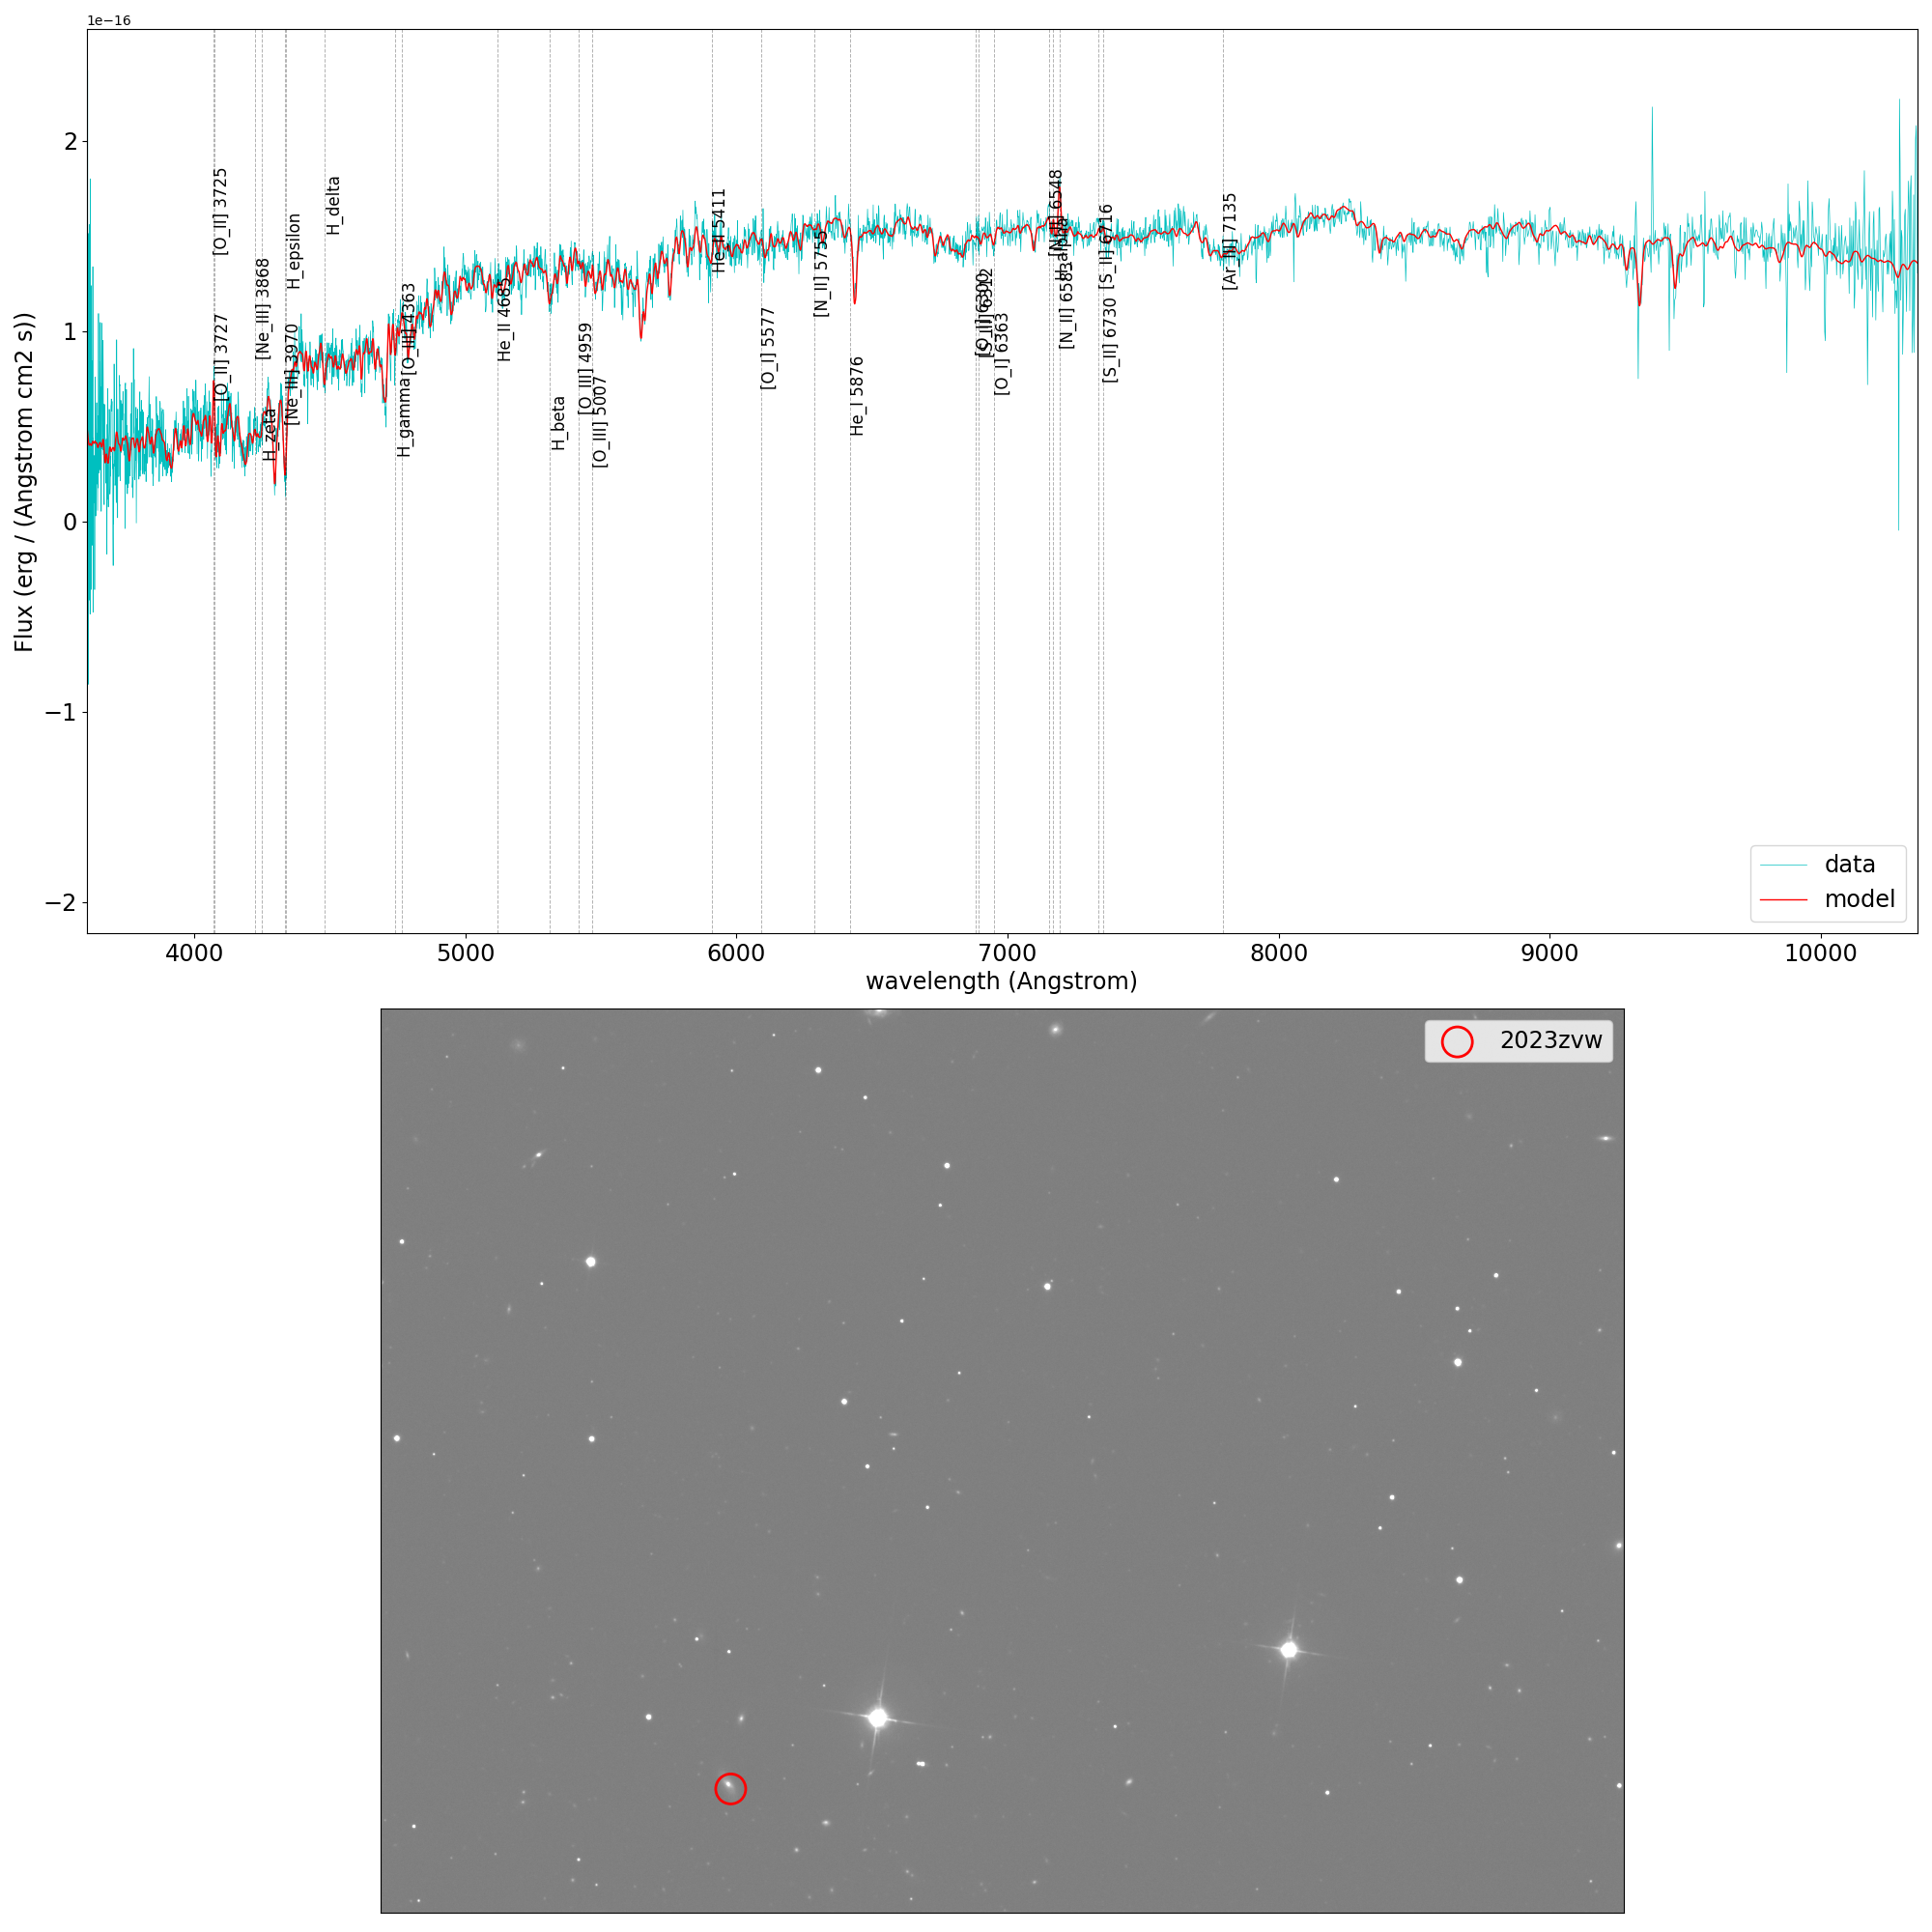 1e−16
Flux (erg / (Angstrom cm2 s))
2
1
0
−1
−2
[O_II] 3725
[O_II] 3727
[Ne_III] 3868
H_zeta
[Ne_III] 3970
H_epsilon
H_delta
H_gamma
[O_III] 4363
He_II 4685
H_beta
[O_III] 4959
[O_III] 5007
He_II 5411
[O_I] 5577
[N_II] 5755
He_I 5876
[O_I] 6300
[S_III] 6312
[O_I] 6363
[N_II] 6548
H_alpha
[N_II] 6583
[S_II] 6716
[S_II] 6730
[Ar_III] 7135
data
model
4000 5000 6000 7000 8000 9000 10000
wavelength (Angstrom)
2023zvw